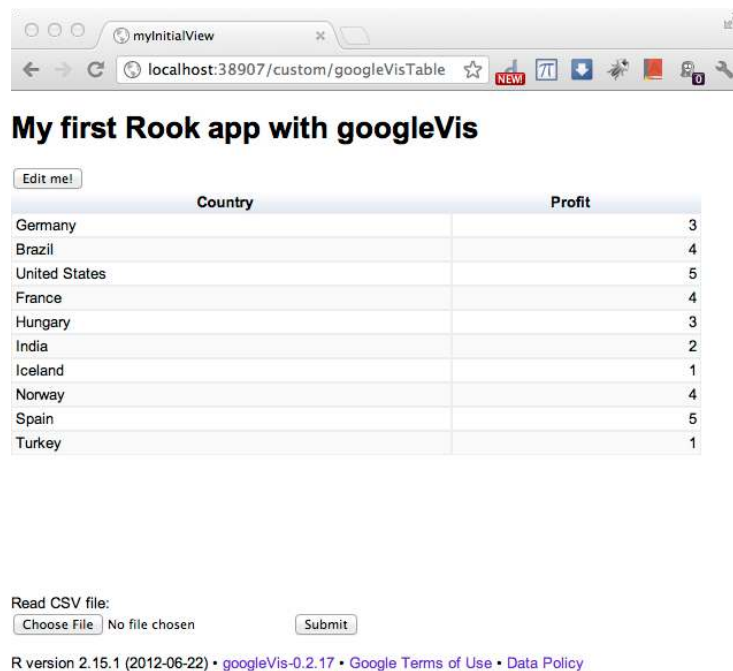 myInitialView
localhost:38907/custom/googleVisTable
NEW!
π
0
My first Rook app with googleVis
Edit me!
Country Profit
Germany 3
Brazil 4
United States 5
France 4
Hungary 3
India 2
Iceland 1
Norway 4
Spain 5
Turkey 1
Read CSV file:
Choose File No file chosen Submit
R version 2.15.1 (2012-06-22) • googleVis-0.2.17 • Google Terms of Use • Data Policy